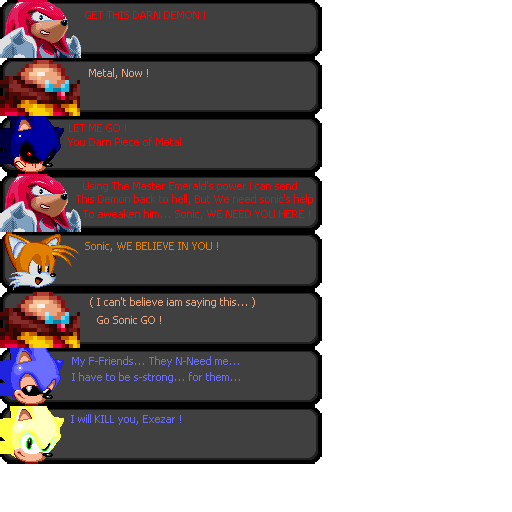 GET THIS DARN DEMON !
Metal, Now !
LET ME GO !
You Darn Piece of Metal
Using The Master Emerald's power I can send
This Demon back to hell, But We need sonic's help
To weeken him... Sonic, WE NEED YOU HERE !
Sonic, WE BELIEVE IN YOU !
( I can't believe iam saying this... )
Go Sonic GO !
My F-Friends... They N-Need me...
I have to be s-strong... for them...
I will KILL you, Exezar !